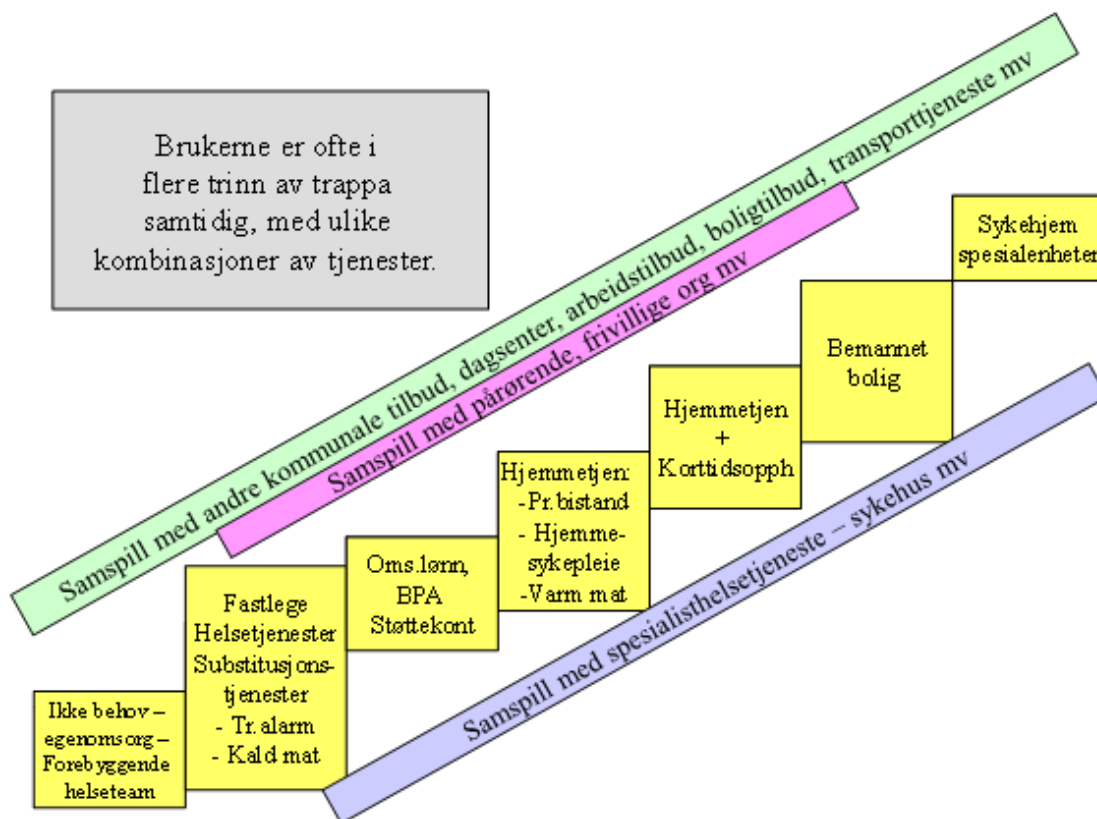 Brukerne er ofte i
flere trinn av trappa
samtidig, med ulike
kombinasjoner av tjenester.
Samspill med andre kommunale tilbud, dagsenter, arbeidstilbud, boligtilbud, transporttjeneste mv
Samspill med pårørende, frivillige org mv
Sykehjem
spesialenheter
Bemannet
bolig
Hjemmetjen
+
Korttidsopph
Hjemmetjen:
-Pr.bistand
- Hjemme-
sykepleie
-Varm mat
Oms.lønn,
BPA
Støttekont
Fastlege
Helsetjenester
Substitusjons-
tjenester
- Tr.alarm
- Kald mat
Ikke behov –
egenomsorg –
Forebyggende
helseteam
Samspill med spesialisthelsetjeneste – sykehus mv